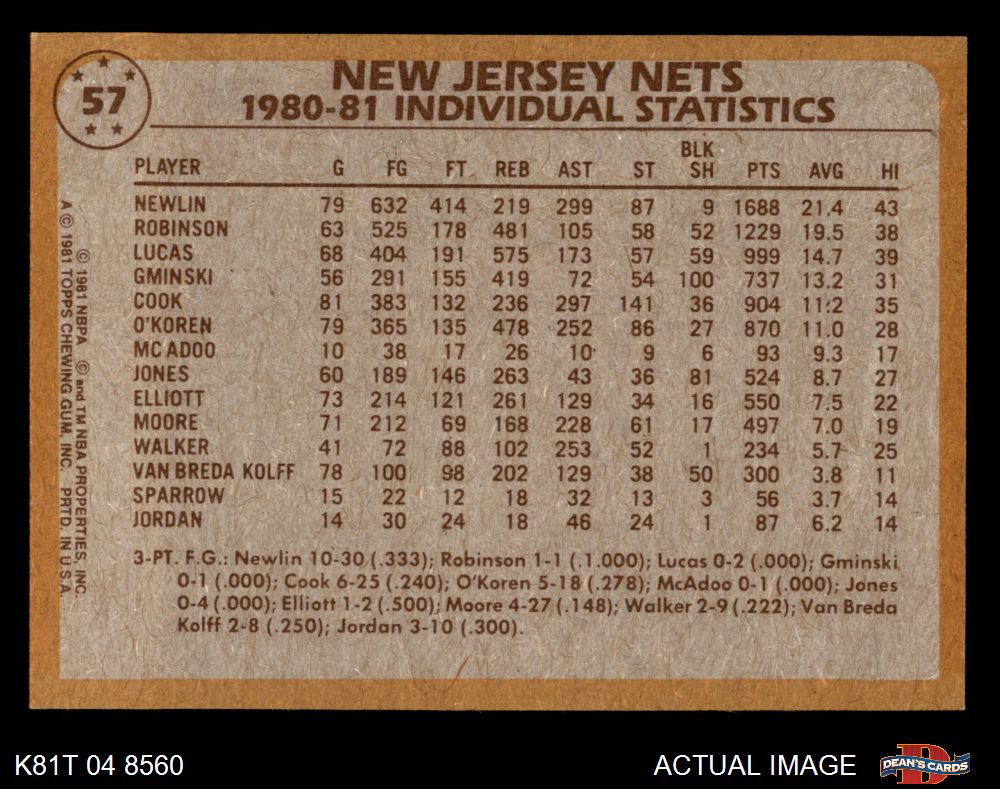 57
NEW JERSEY NETS
1980-81 INDIVIDUAL STATISTICS
PLAYER G FG FT REB AST ST BLK SH PTS AVG HI
NEWLIN 79 632 414 219 299 87 9 1688 21.4 43
ROBINSON 63 525 178 481 105 58 52 1229 19.5 38
LUCAS 68 404 191 575 173 57 59 999 14.7 39
GMINSKI 56 291 155 419 72 54 100 737 13.2 31
COOK 81 383 132 236 297 141 36 904 11:2 35
O'KOREN 79 365 135 478 252 86 27 870 11.0 28
MC ADOO 10 38 17 26 10 9 6 93 9.3 17
JONES 60 189 146 263 43 36 81 524 8.7 27
ELLIOTT 73 214 121 261 129 34 16 550 7.5 22
MOORE 71 212 69 168 228 61 17 497 7.0 19
WALKER 41 72 88 102 253 52 1 234 5.7 25
VAN BREDA KOLFF 78 100 98 202 129 38 50 300 3.8 11
SPARROW 15 22 12 18 32 13 3 56 3.7 14
JORDAN 14 30 24 18 46 24 1 87 6.2 14
3-PT. F.G.: Newlin 10-30 (.333); Robinson 1-1 (.1.000); Lucas 0-2 (.000); Gminski
0-1 (.000); Cook 6-25 (.240); O'Koren 5-18 (.278); McAdoo 0-1 (.000); Jones
0-4 (.000); Elliott 1-2 (.500); Moore 4-27 (.148); Walker 2-9 (.222); Van Breda
Kolff 2-8 (.250); Jordan 3-10 (.300).
© 1981 NBPA © and TM NBA PROPERTIES, INC.
A © 1981 TOPPS CHEWING GUM, INC. PRTD. IN U.S.A.
K81T 04 8560
ACTUAL IMAGE
D
DEAN'S CARDS